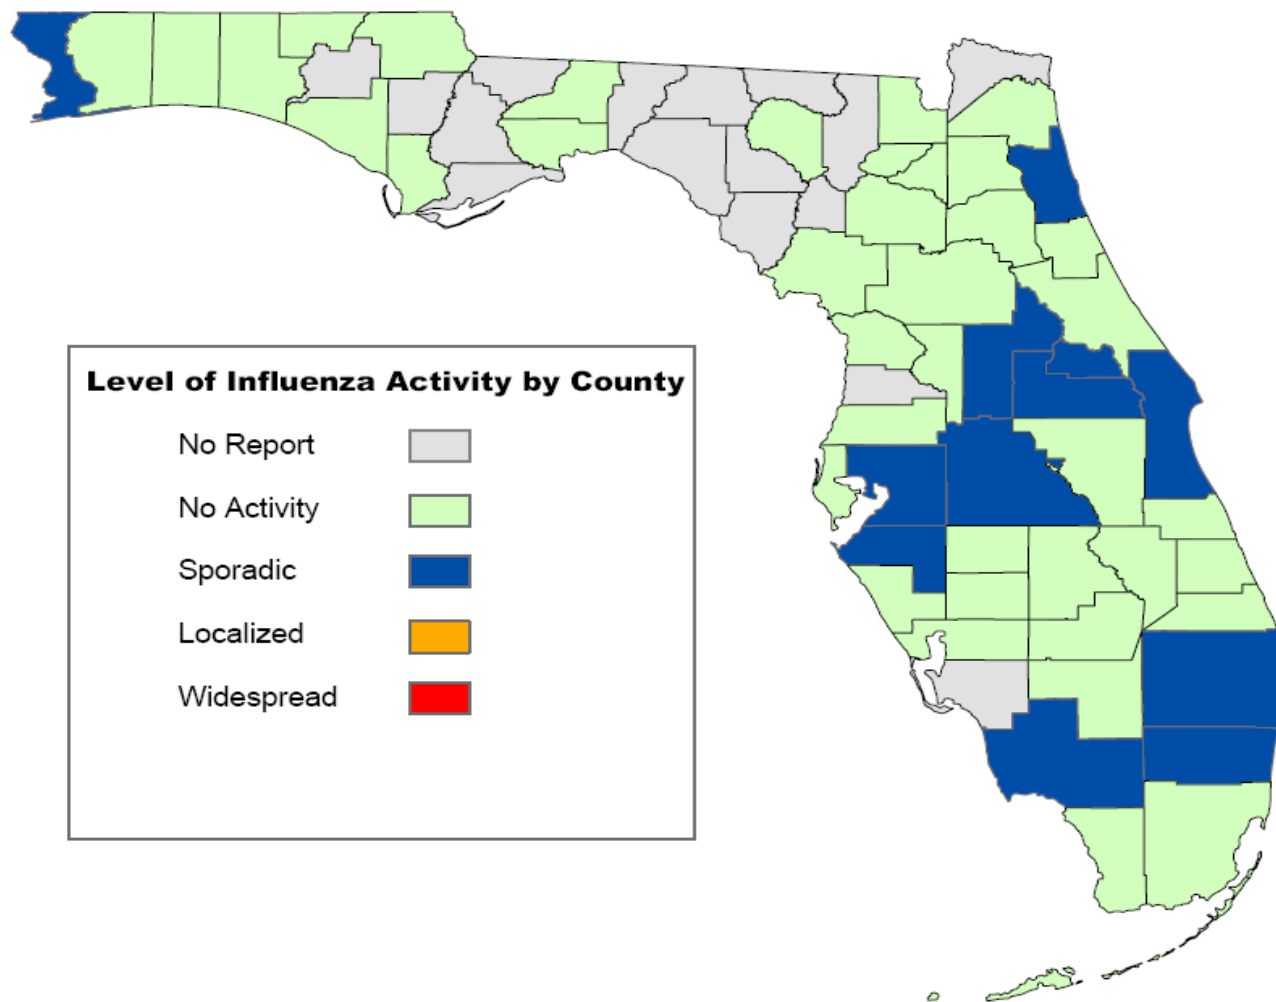 Level of Influenza Activity by County
No Report
No Activity
Sporadic
Localized
Widespread